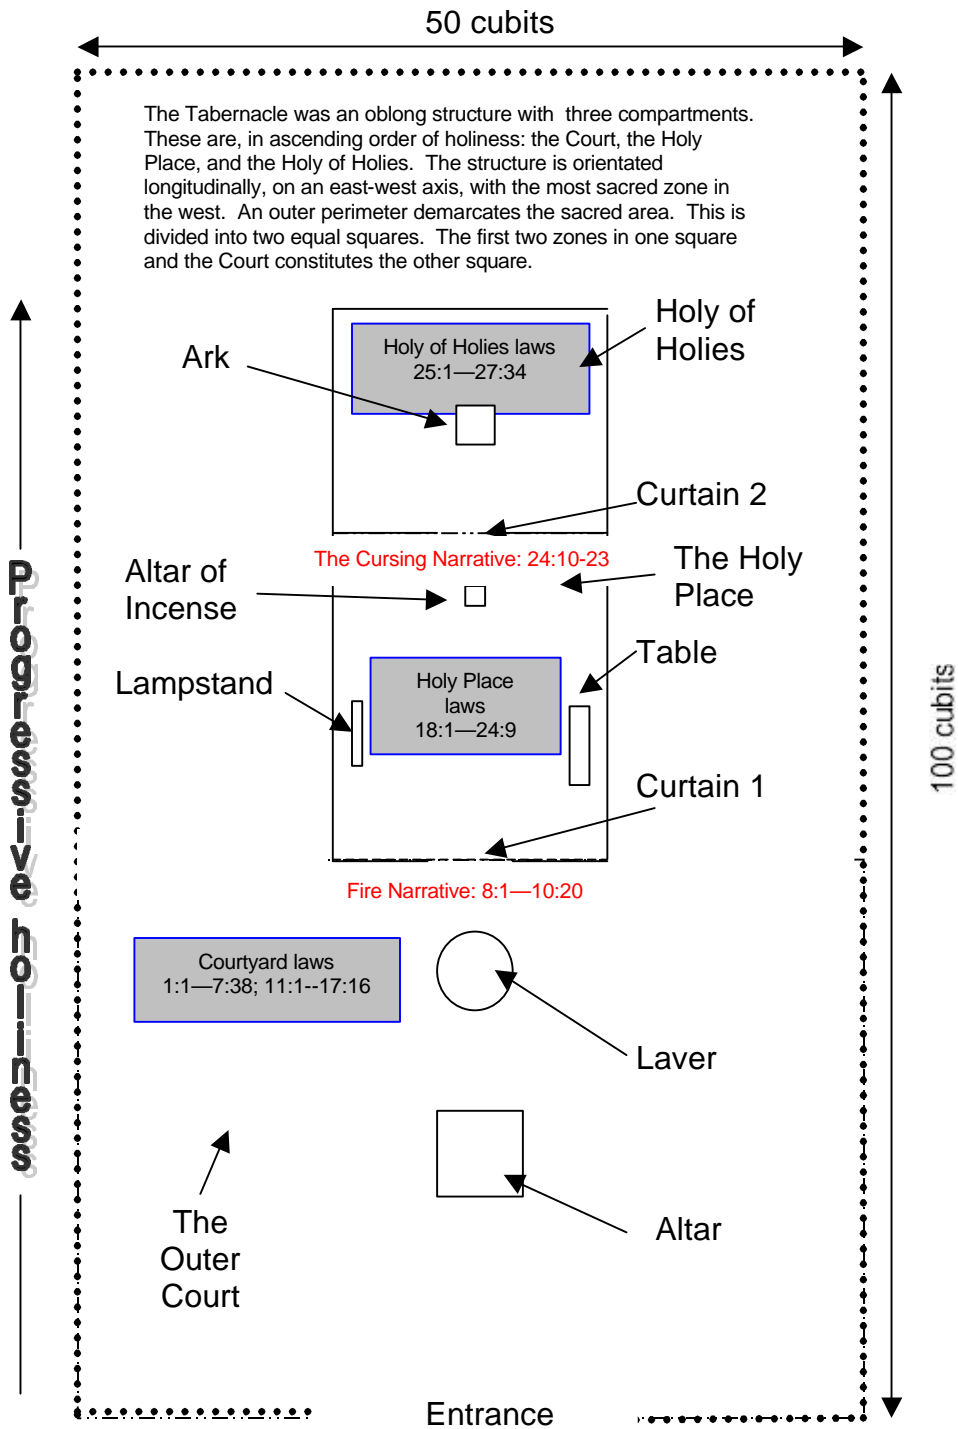 50 cubits
The Tabernacle was an oblong structure with three compartments.
These are, in ascending order of holiness: the Court, the Holy
Place, and the Holy of Holies. The structure is orientated
longitudinally, on an east-west axis, with the most sacred zone in
the west. An outer perimeter demarcates the sacred area. This is
divided into two equal squares. The first two zones in one square
and the Court constitutes the other square.
Holy of
Holies
Ark
Holy of Holies laws
25:1—27:34
Curtain 2
The Cursing Narrative: 24:10-23
The Holy
Place
Altar of
Incense
Table
Lampstand
Holy Place
laws
18:1—24:9
Curtain 1
Fire Narrative: 8:1—10:20
Courtyard laws
1:1—7:38; 11:1--17:16
Laver
The
Outer
Court
Altar
Entrance
Progressive holiness
100 cubits